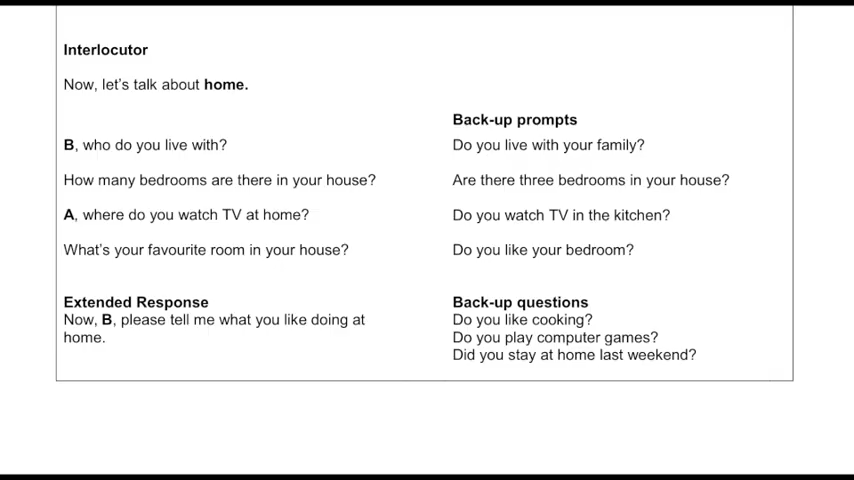 Interlocutor
Now, let's talk about home.
Back-up prompts
B, who do you live with?
Do you live with your family?
How many bedrooms are there in your house?
Are there three bedrooms in your house?
A, where do you watch TV at home?
Do you watch TV in the kitchen?
What's your favourite room in your house?
Do you like your bedroom?
Extended Response
Now, B, please tell me what you like doing at
home.
Back-up questions
Do you like cooking?
Do you play computer games?
Did you stay at home last weekend?